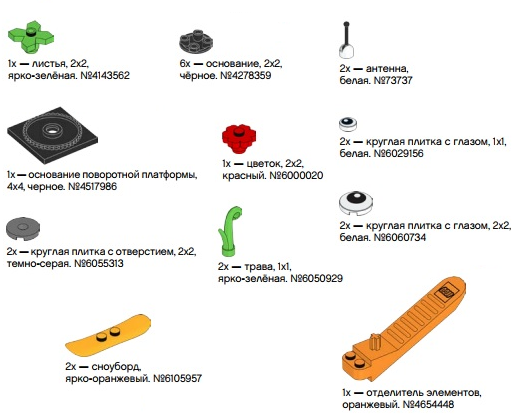 1x — листья, 2x2,
ярко-зелёная. №4143562
6x — основание, 2x2,
чёрное. №4278359
2x — антенна,
белая. №73737
1x — основание поворотной платформы,
4x4, черное. №4517986
1x — цветок, 2x2,
красный. №6000020
2x — круглая плитка с глазом, 1x1,
белая. №6029156
2x — круглая плитка с отверстием, 2x2,
темно-серая. №6055313
2x — трава, 1x1,
ярко-зелёная. №6050929
2x — круглая плитка с глазом, 2x2,
белая. №6060734
2x — сноуборд,
ярко-оранжевый. №6105957
1x — отделитель элементов,
оранжевый. №4654448